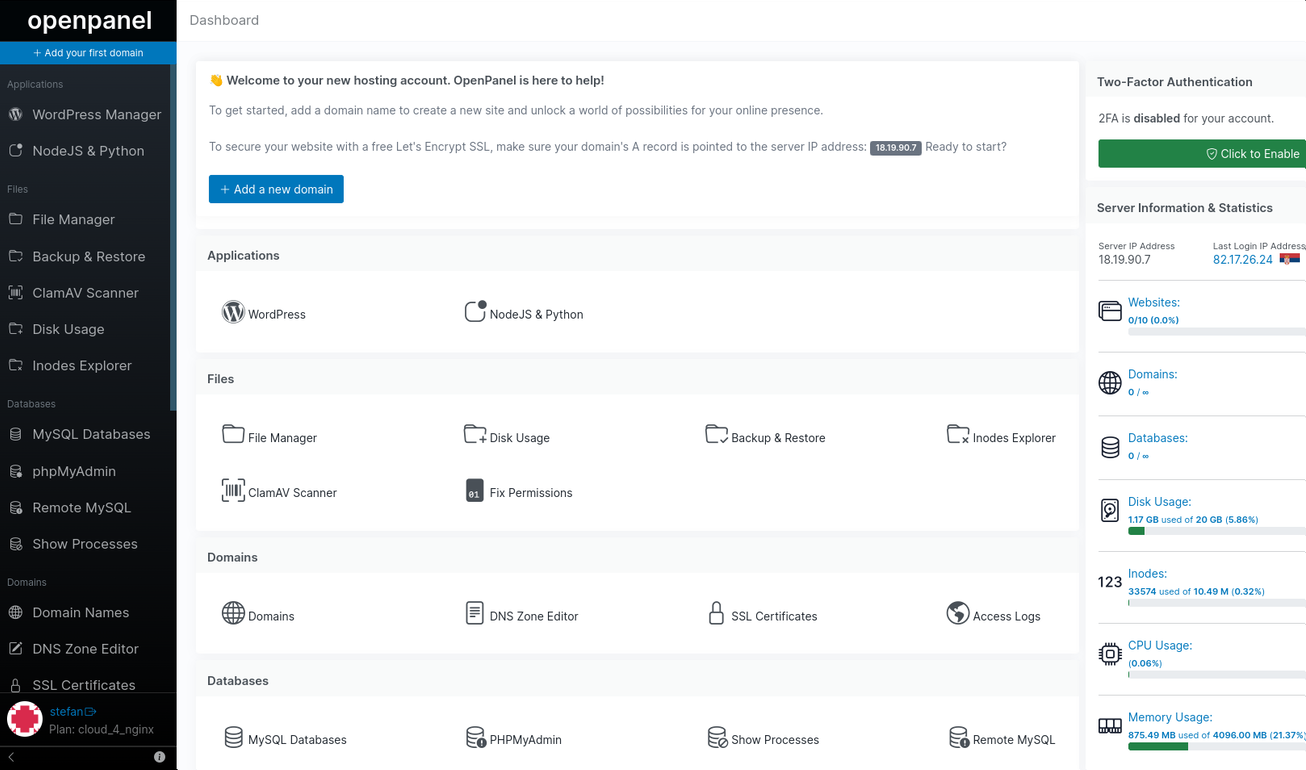 openpanel
+ Add your first domain
Applications
WordPress Manager
NodeJS & Python
Files
File Manager
Backup & Restore
ClamAV Scanner
Disk Usage
Inodes Explorer
Databases
MySQL Databases
phpMyAdmin
Remote MySQL
Show Processes
Domains
Domain Names
DNS Zone Editor
SSL Certificates
stefan
Plan: cloud_4_nginx
Dashboard
👋 Welcome to your new hosting account. OpenPanel is here to help!
To get started, add a domain name to create a new site and unlock a world of possibilities for your online presence.
To secure your website with a free Let's Encrypt SSL, make sure your domain's A record is pointed to the server IP address: 18.19.90.7 Ready to start?
+ Add a new domain
Applications
WordPress
NodeJS & Python
Files
File Manager
Disk Usage
Backup & Restore
Inodes Explorer
ClamAV Scanner
01
Fix Permissions
Domains
Domains
DNS Zone Editor
SSL Certificates
Access Logs
Databases
MySQL Databases
PHPMyAdmin
Show Processes
Remote MySQL
Two-Factor Authentication
2FA is disabled for your account.
Click to Enable
Server Information & Statistics
Server IP Address
18.19.90.7
Last Login IP Address
82.17.26.24
Websites:
0/10 (0.0%)
Domains:
0 / ∞
Databases:
0 / ∞
Disk Usage:
1.17 GB used of 20 GB (5.86%)
123
Inodes:
33574 used of 10.49 M (0.32%)
CPU Usage:
(0.06%)
Memory Usage:
875.49 MB used of 4096.00 MB (21.37%)